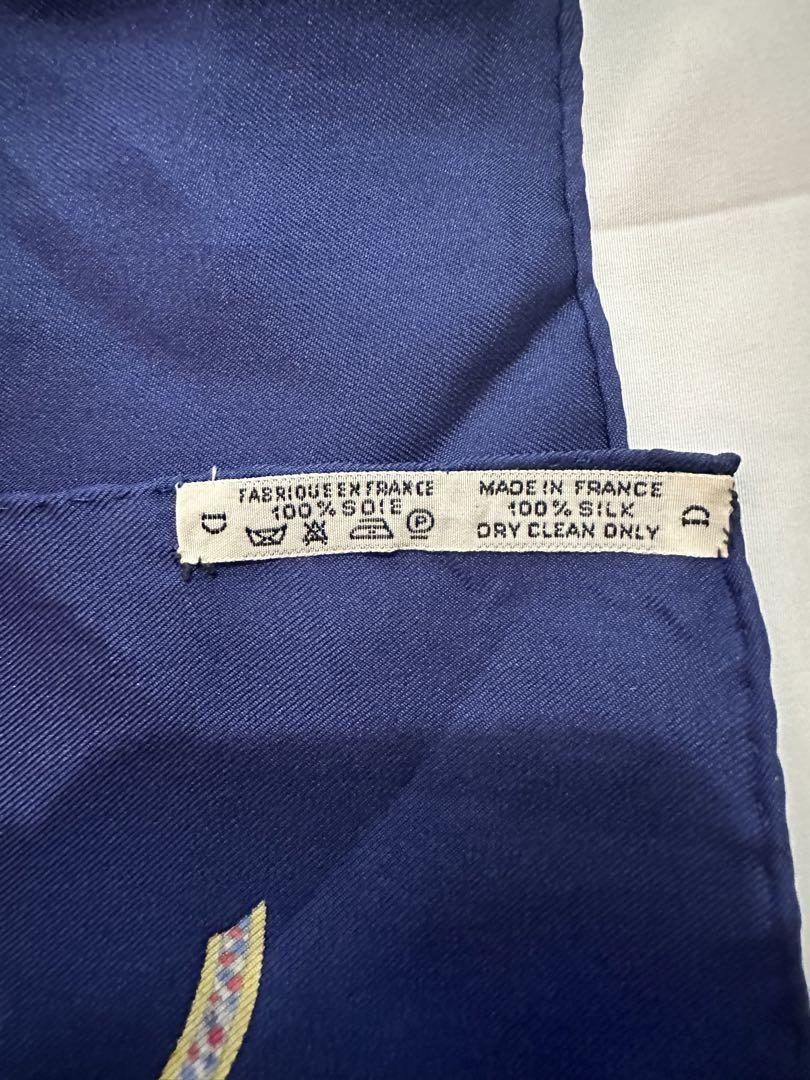 FABRIQUE EN FRANCE
100% SOIE
P
MADE IN FRANCE
100% SILK
DRY CLEAN ONLY
D